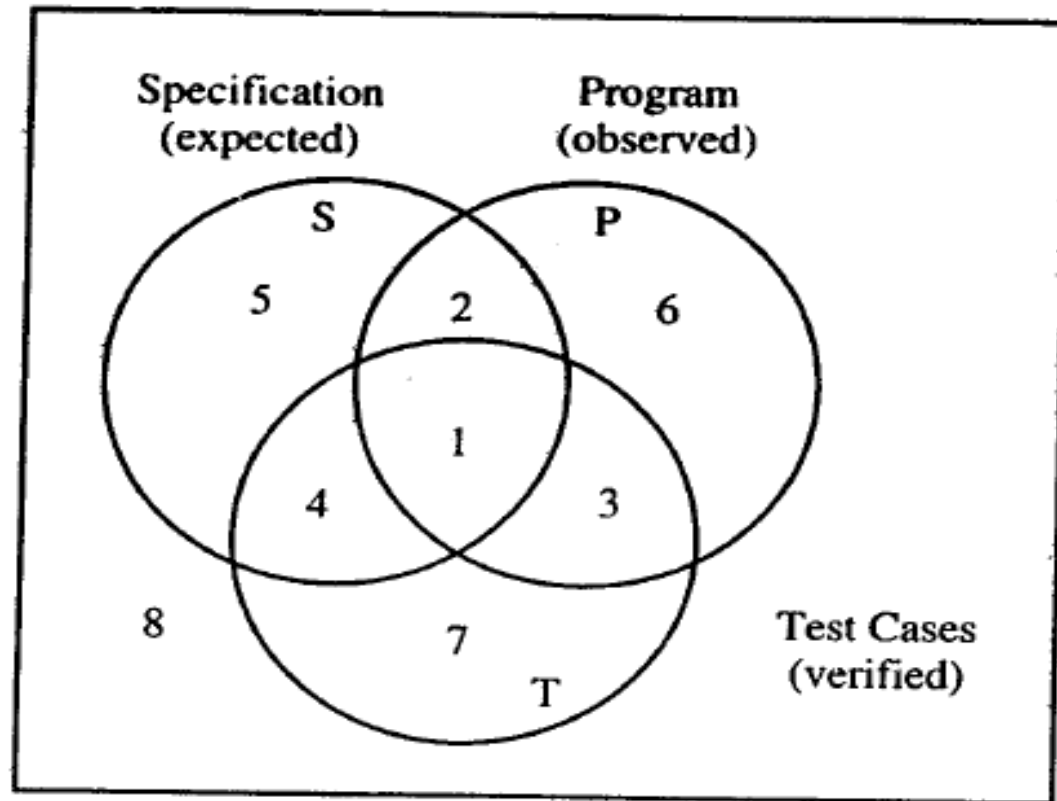 Specification
(expected)
Program
(observed)
S
P
5
2
6
1
4
3
8
7
T
Test Cases
(verified)